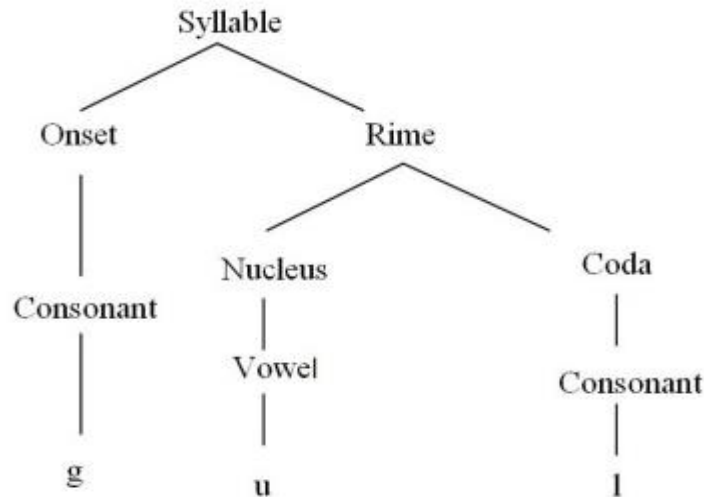 Syllable
Onset Rime
Nucleus Coda
Consonant
Vowel
Consonant
g u l